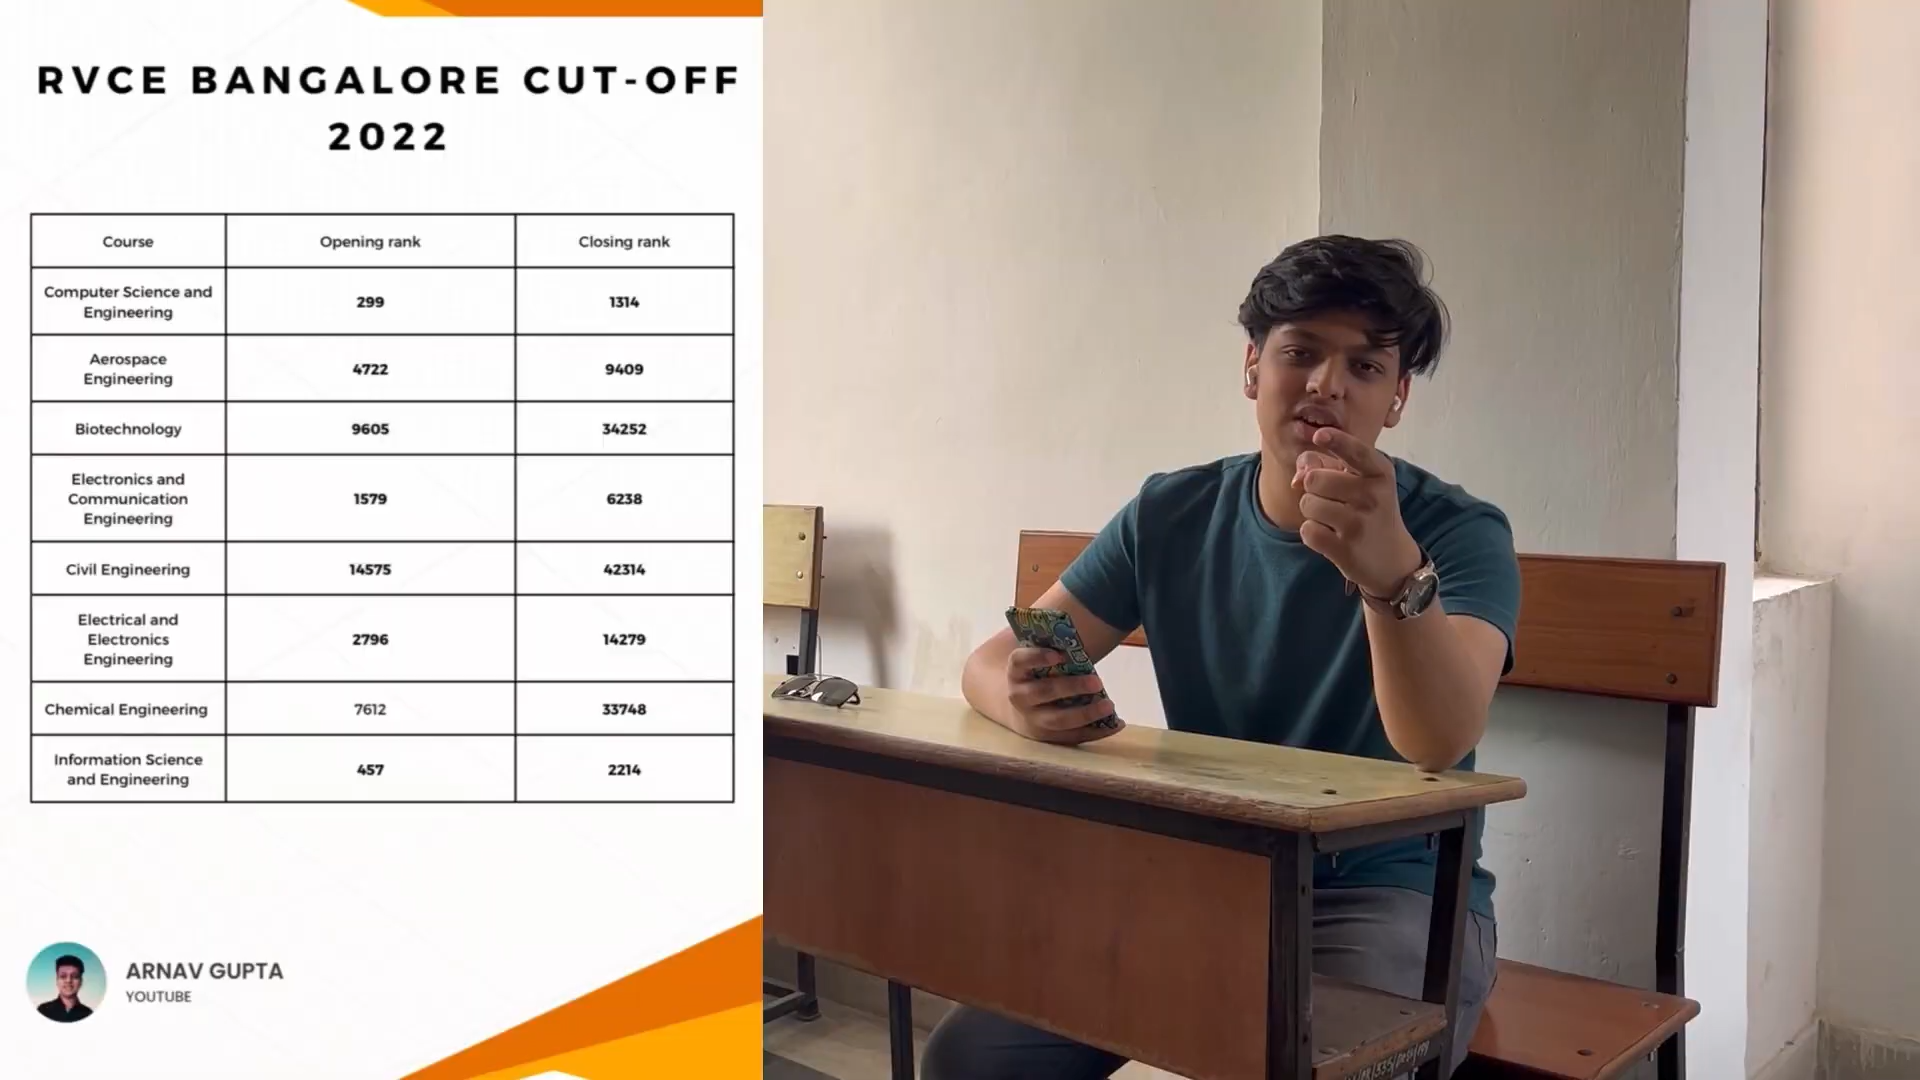 RVCE BANGALORE CUT-OFF
2022
Course
Opening rank
Closing rank
Computer Science and
Engineering
299
1314
Aerospace
Engineering
4722
9409
Biotechnology
9605
34252
Electronics and
Communication
Engineering
1579
6238
Civil Engineering
14575
42314
Electrical and
Electronics
Engineering
2796
14279
Chemical Engineering
7612
33748
Information Science
and Engineering
457
2214
ARNAV GUPTA
YOUTUBE